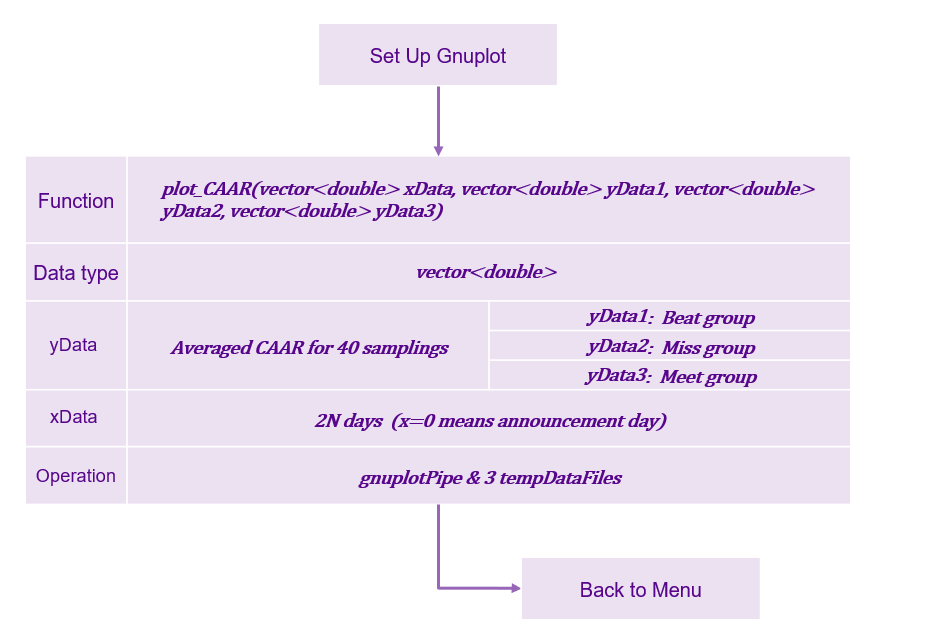 Set Up Gnuplot
Function
plot_CAAR(vector<double> xData, vector<double> yData1, vector<double>
yData2, vector<double> yData3)
Data type
vector<double>
yData
Averaged CAAR for 40 samplings
yData1: Beat group
yData2: Miss group
yData3: Meet group
xData
2N days (x=0 means announcement day)
Operation
gnuplotPipe & 3 tempDataFiles
Back to Menu